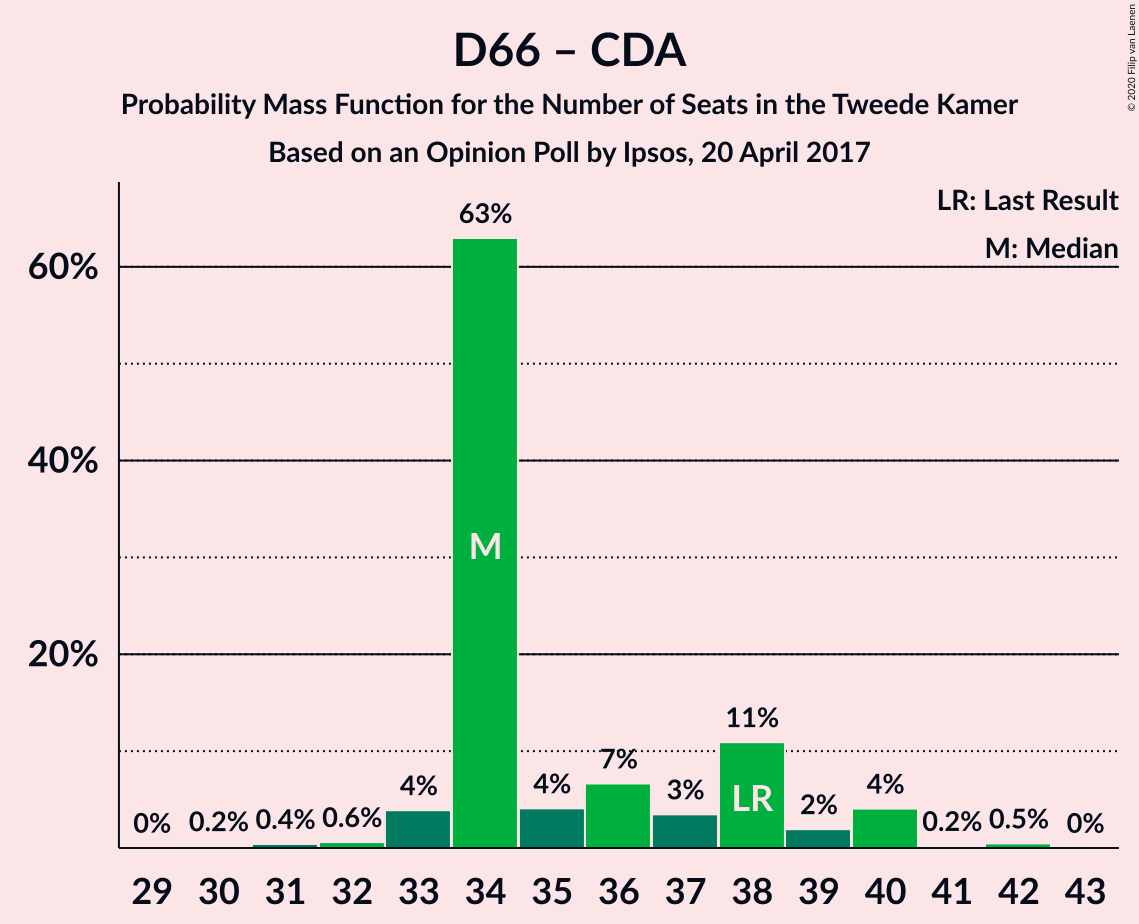 D66 – CDA
Probability Mass Function for the Number of Seats in the Tweede Kamer
Based on an Opinion Poll by Ipsos, 20 April 2017
© 2020 Filip van Laenen
LR: Last Result
M: Median
60%
40%
20%
0%
0.2%
0.4%
0.6%
4%
63%
4%
7%
3%
11%
2%
4%
0.2%
0.5%
0%
M
LR
29 30 31 32 33 34 35 36 37 38 39 40 41 42 43